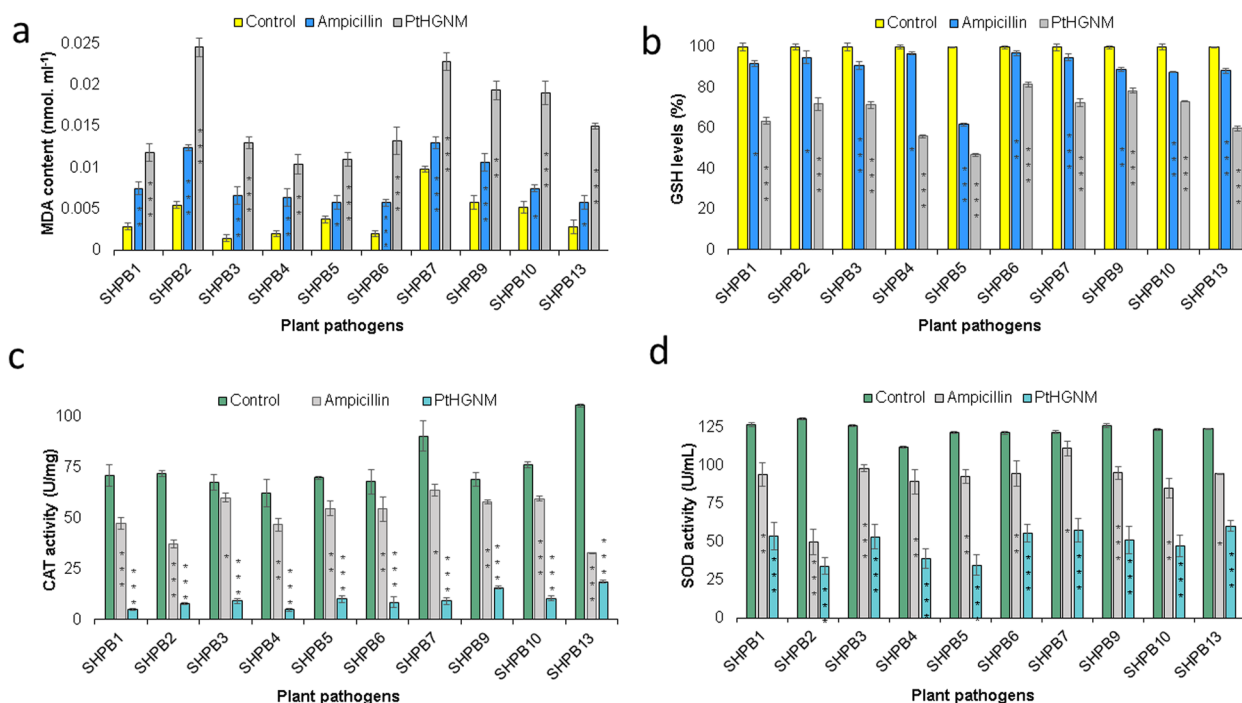 a
Control Ampicillin PtHGNM
MDA content (nmol. ml⁻¹)
0.025
0.02
0.015
0.01
0.005
0
SHPB1 SHPB2 SHPB3 SHPB4 SHPB5 SHPB6 SHPB7 SHPB9 SHPB10 SHPB13
Plant pathogens
b
Control Ampicillin PtHGNM
GSH levels (%)
100
80
60
40
20
0
SHPB1 SHPB2 SHPB3 SHPB4 SHPB5 SHPB6 SHPB7 SHPB9 SHPB10 SHPB13
Plant pathogens
c
Control Ampicillin PtHGNM
CAT activity (U/mg)
100
75
50
25
0
SHPB1 SHPB2 SHPB3 SHPB4 SHPB5 SHPB6 SHPB7 SHPB9 SHPB10 SHPB13
Plant pathogens
d
Control Ampicillin PtHGNM
SOD activity (U/mL)
125
100
75
50
25
0
SHPB1 SHPB2 SHPB3 SHPB4 SHPB5 SHPB6 SHPB7 SHPB9 SHPB10 SHPB13
Plant pathogens